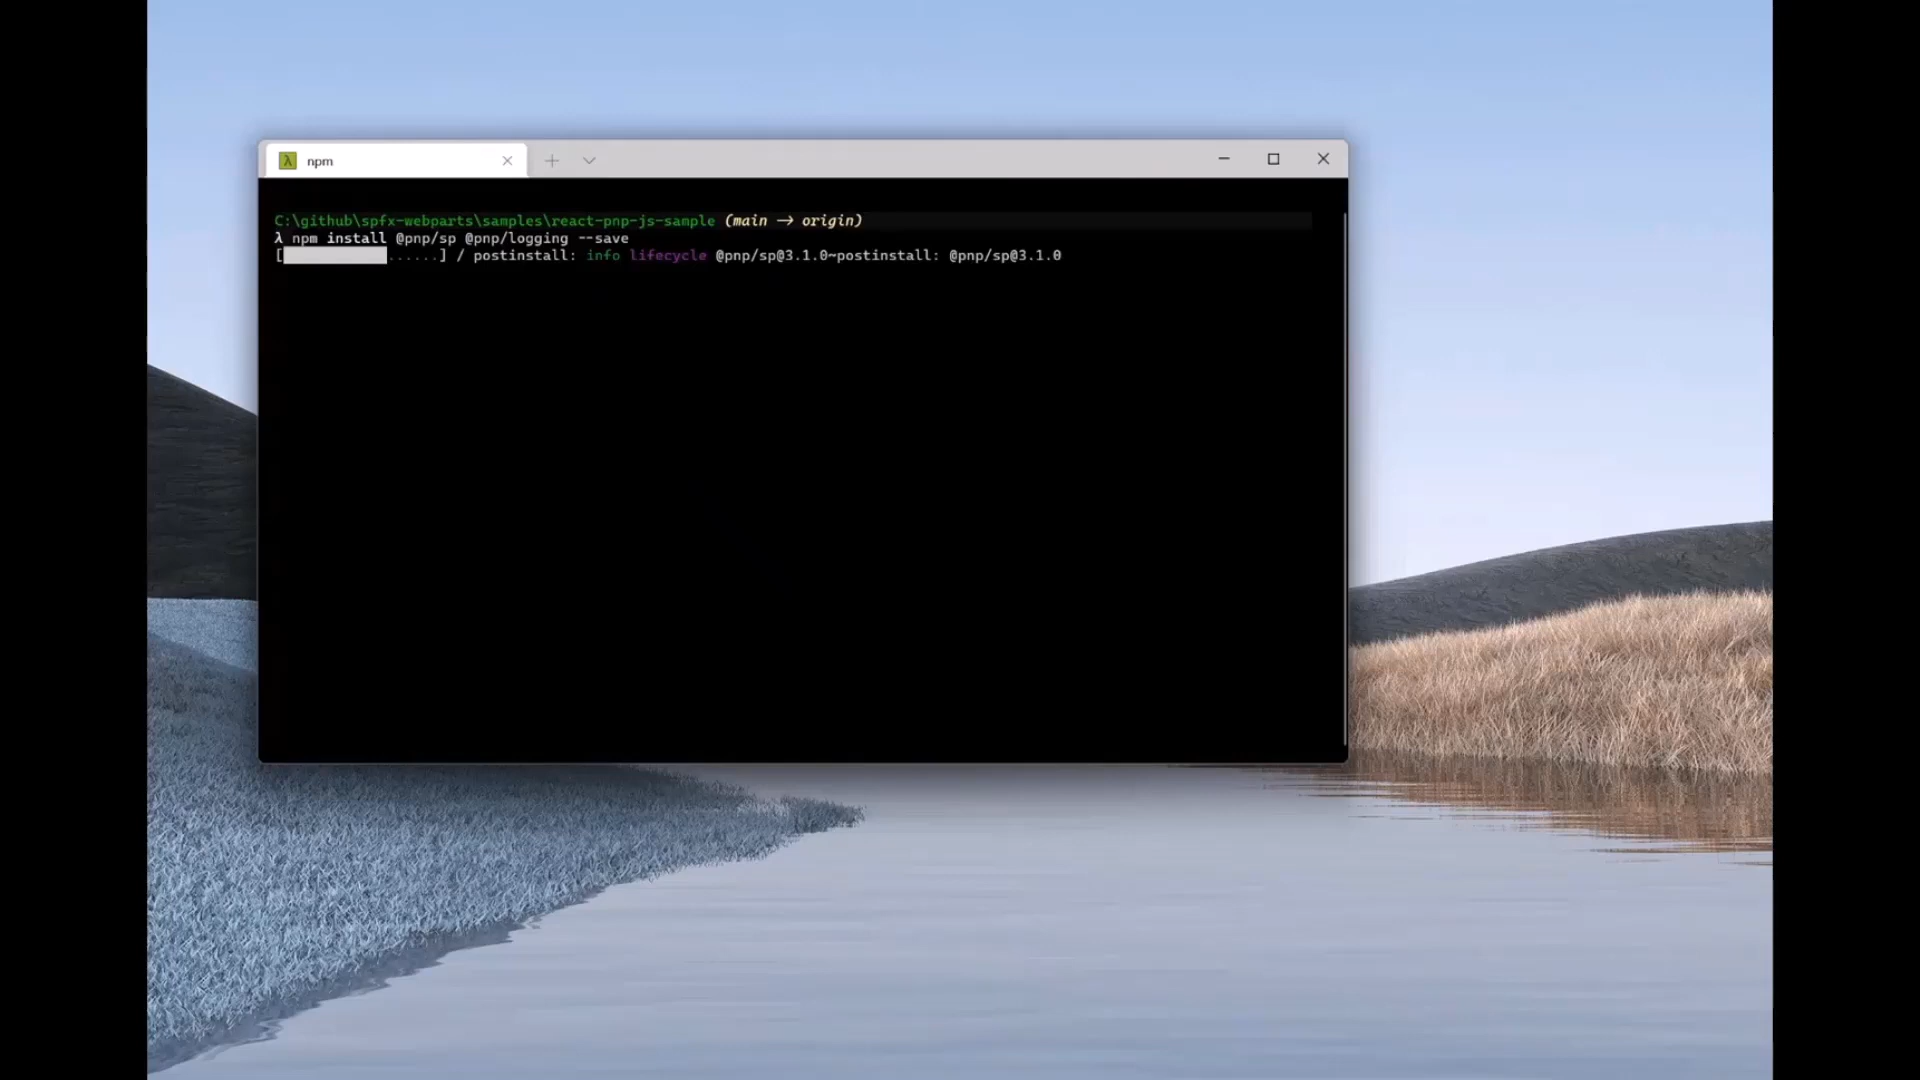 λ npm
C:\github\spfx-webparts\samples\react-pnp-js-sample (main → origin)
λ npm install @pnp/sp @pnp/logging --save
[ ......] / postinstall: info lifecycle @pnp/sp@3.1.0~postinstall: @pnp/sp@3.1.0